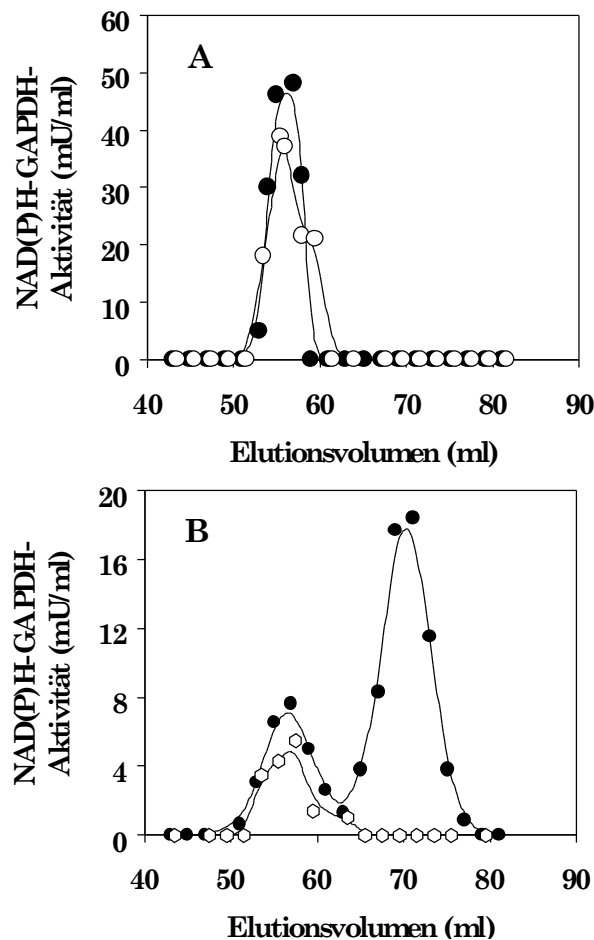 A
NAD(P)H-GAPDH-
Aktivität (mU/ml)
60
50
40
30
20
10
0
40 50 60 70 80 90
Elutionsvolumen (ml)
B
NAD(P)H-GAPDH-
Aktivität (mU/ml)
20
16
12
8
4
0
40 50 60 70 80 90
Elutionsvolumen (ml)